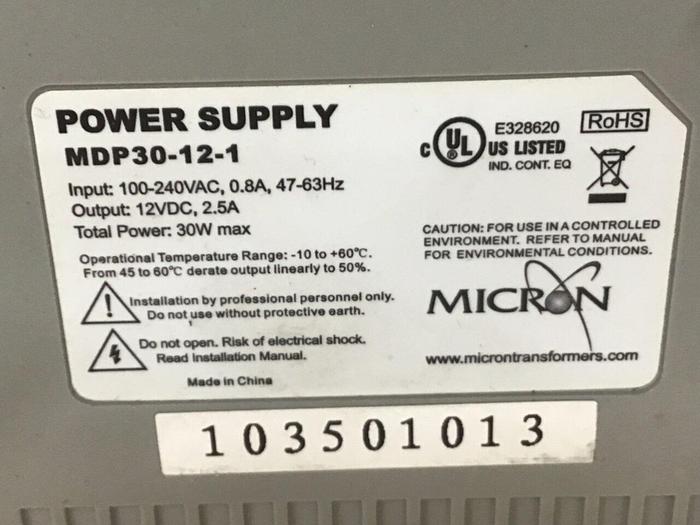 POWER SUPPLY
MDP30-12-1
Input: 100-240VAC, 0.8A, 47-63Hz
Output: 12VDC, 2.5A
Total Power: 30W max
Operational Temperature Range: -10 to +60℃.
From 45 to 60℃ derate output linearly to 50%.
Installation by professional personnel only.
Do not use without protective earth.
Do not open. Risk of electrical shock.
Read Installation Manual.
Made in China
C UL ® US LISTED
E328620
IND. CONT. EQ
RoHS
CAUTION: FOR USE IN A CONTROLLED
ENVIRONMENT. REFER TO MANUAL
FOR ENVIRONMENTAL CONDITIONS.
MICRON
www.microntransformers.com
103501013